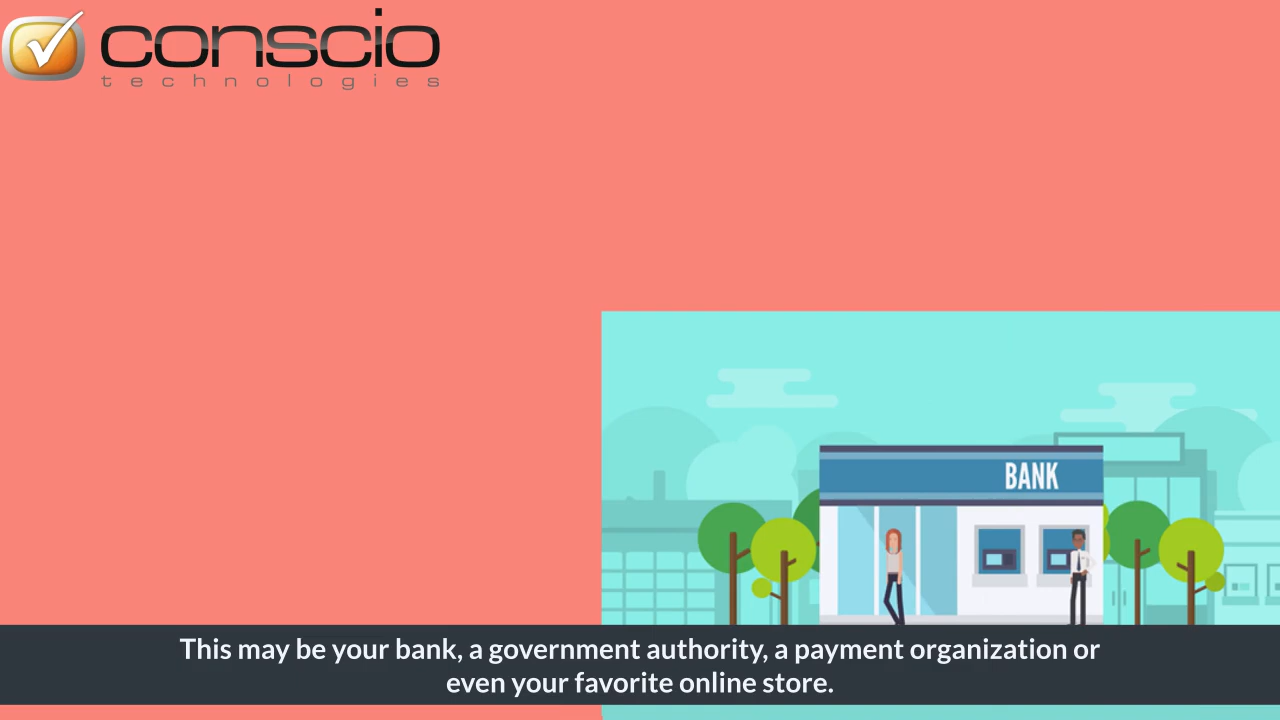 conscio
technologies
BANK
This may be your bank, a government authority, a payment organization or
even your favorite online store.